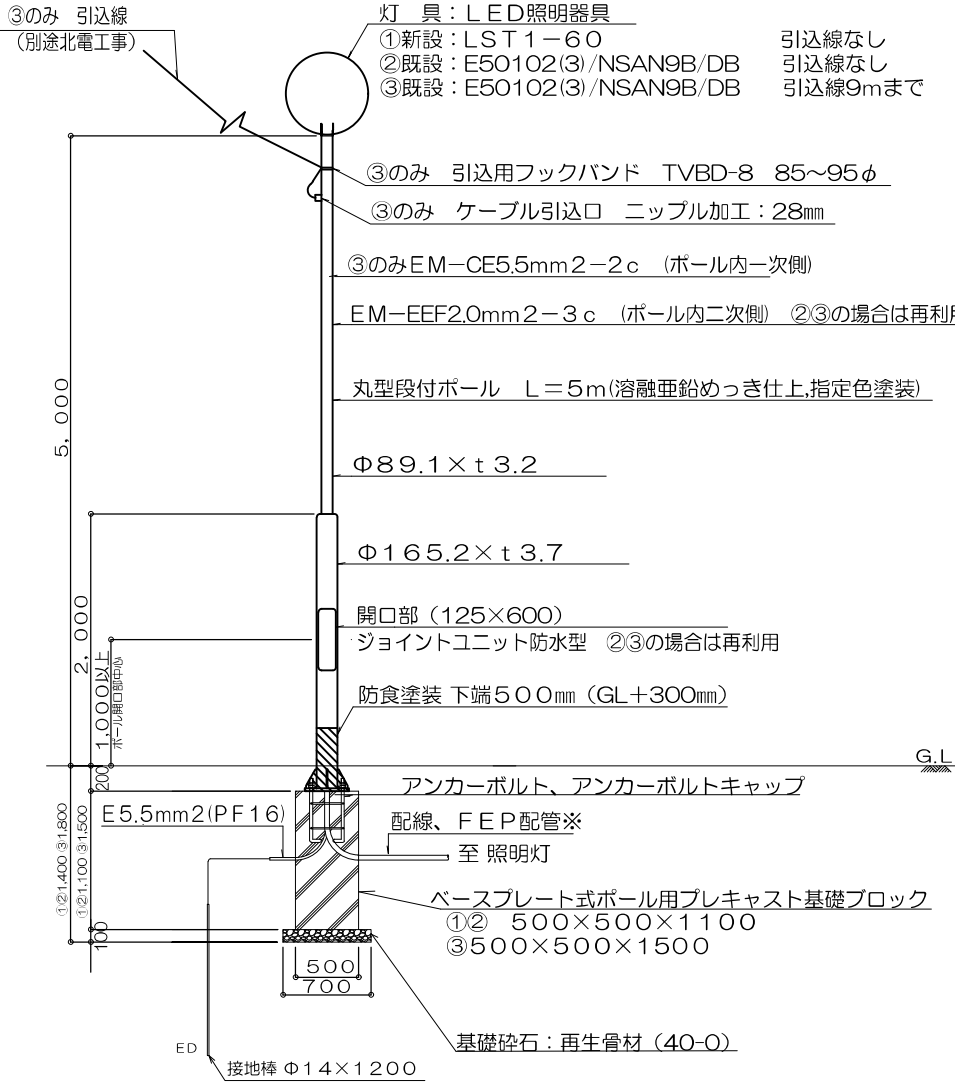 ③のみ 引込線
(別途北電工事)
灯 具：ＬＥＤ照明器具
①新設：LST1-60 引込線なし
②既設：E50102(3)/NSAN9B/DB 引込線なし
③既設：E50102(3)/NSAN9B/DB 引込線9mまで
③のみ 引込用フックバンド TVBD-8 85~95φ
③のみ ケーブル引込口 ニップル加工：28mm
③のみEM-CE5.5mm2-2c (ポール内一次側)
EM-EEF2.0mm2-3c (ポール内二次側) ②③の場合は再利用
丸型段付ポール L=5m(溶融亜鉛めっき仕上,指定色塗装)
5,000
Φ89.1×t3.2
Φ165.2×t3.7
2,000
開口部（125×600）
ジョイントユニット防水型 ②③の場合は再利用
1,000以上
ポール開口部中心
防食塗装 下端500mm（GL+300mm）
G.L
200
アンカーボルト、アンカーボルトキャップ
E5.5mm2(PF16)
配線、ＦＥＰ配管※
至 照明灯
①②1,400 ③1,800
①②1,100 ③1,500
ベースプレート式ポール用プレキャスト基礎ブロック
①② 500×500×1100
③500×500×1500
100
500
700
基礎砕石：再生骨材（40-0）
ED
接地棒 Φ14×1200